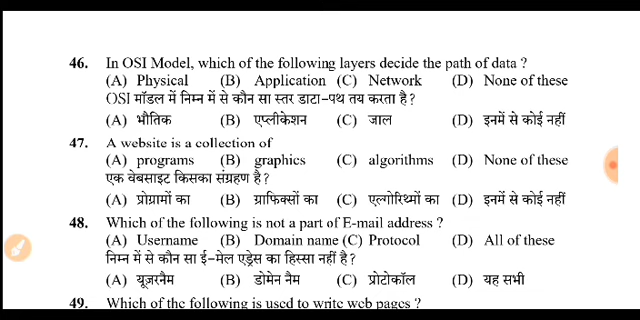 46. In OSI Model, which of the following layers decide the path of data ?
(A) Physical (B) Application (C) Network (D) None of these
OSI मॉडल में निम्न में से कौन सा स्तर डाटा-पथ तय करता है?
(A) भौतिक (B) एप्लीकेशन (C) जाल (D) इनमें से कोई नहीं
47. A website is a collection of
(A) programs (B) graphics (C) algorithms (D) None of these
एक वेबसाइट किसका संग्रहण है?
(A) प्रोग्रामों का (B) ग्राफिक्सों का (C) एल्गोरिथ्मों का (D) इनमें से कोई नहीं
48. Which of the following is not a part of E-mail address ?
(A) Username (B) Domain name (C) Protocol (D) All of these
निम्न में से कौन सा ई-मेल एड्रेस का हिस्सा नहीं है?
(A) यूज़रनैम (B) डोमेन नैम (C) प्रोटोकॉल (D) यह सभी
49. Which of the following is used to write web pages ?